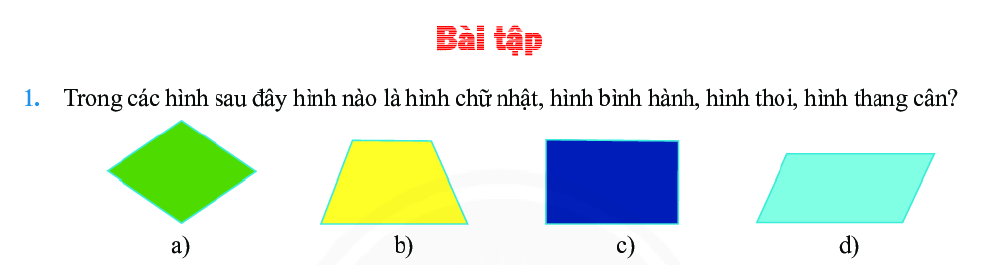 Bài tập
1. Trong các hình sau đây hình nào là hình chữ nhật, hình bình hành, hình thoi, hình thang cân?
a) b) c) d)